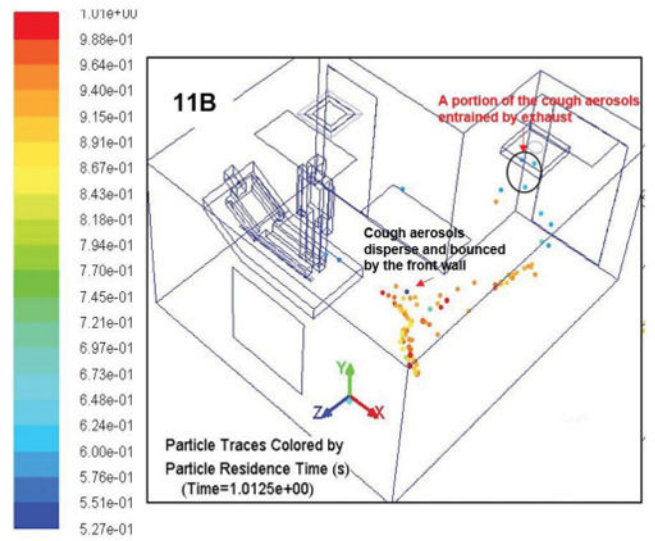 1.01e+00
9.88e-01
9.64e-01
9.40e-01
9.15e-01
8.91e-01
8.67e-01
8.43e-01
8.18e-01
7.94e-01
7.70e-01
7.45e-01
7.21e-01
6.97e-01
6.73e-01
6.48e-01
6.24e-01
6.00e-01
5.76e-01
5.51e-01
5.27e-01
11B
A portion of the cough aerosols
entrained by exhaust
Cough aerosols
disperse and bounced
by the front wall
Y
Z
X
Particle Traces Colored by
Particle Residence Time (s)
(Time=1.0125e+00)